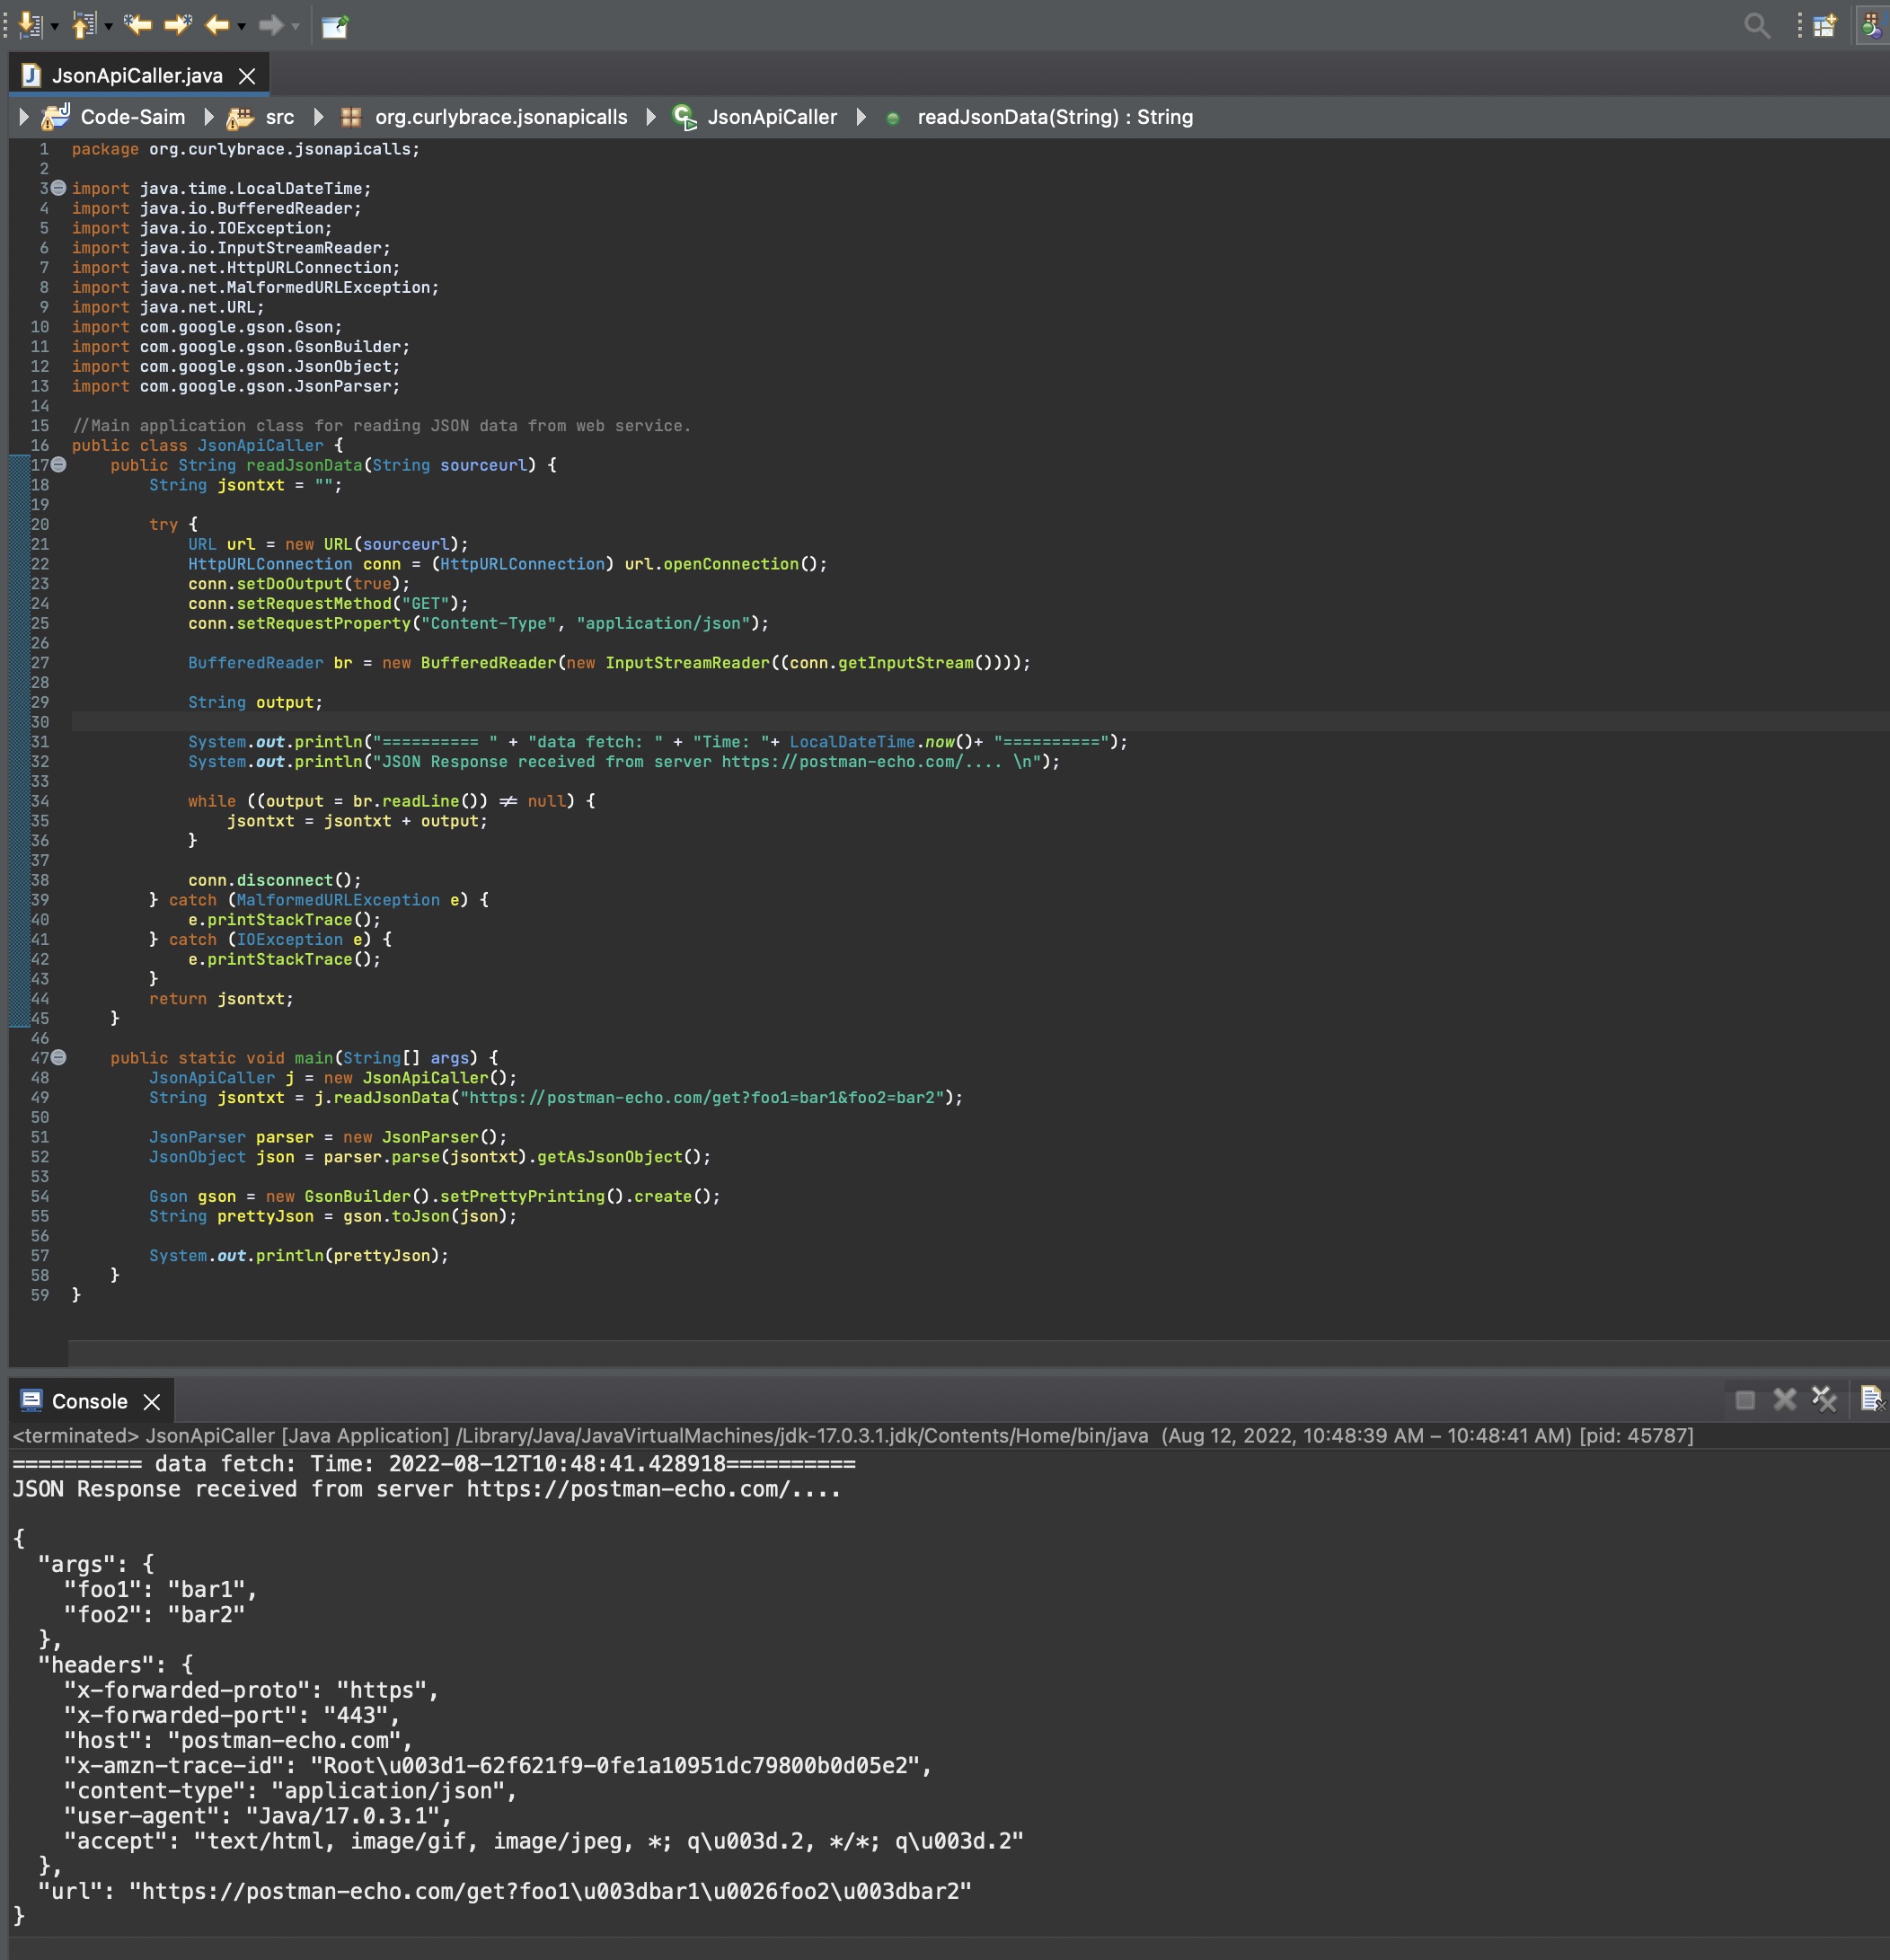 JsonApiCaller.java
Code-Saim src org.curlybrace.jsonapicalls JsonApiCaller readJsonData(String) : String
1 package org.curlybrace.jsonapicalls;
2
3 import java.time.LocalDateTime;
4 import java.io.BufferedReader;
5 import java.io.IOException;
6 import java.io.InputStreamReader;
7 import java.net.HttpURLConnection;
8 import java.net.MalformedURLException;
9 import java.net.URL;
10 import com.google.gson.Gson;
11 import com.google.gson.GsonBuilder;
12 import com.google.gson.JsonObject;
13 import com.google.gson.JsonParser;
14
15 //Main application class for reading JSON data from web service.
16 public class JsonApiCaller {
17     public String readJsonData(String sourceurl) {
18         String jsontxt = "";
19
20         try {
21             URL url = new URL(sourceurl);
22             HttpURLConnection conn = (HttpURLConnection) url.openConnection();
23             conn.setDoOutput(true);
24             conn.setRequestMethod("GET");
25             conn.setRequestProperty("Content-Type", "application/json");
26
27             BufferedReader br = new BufferedReader(new InputStreamReader((conn.getInputStream())));
28
29             String output;
30
31             System.out.println("========== " + "data fetch: " + "Time: "+ LocalDateTime.now()+ "==========");
32             System.out.println("JSON Response received from server https://postman-echo.com/.... \n");
33
34             while ((output = br.readLine()) ≠ null) {
35                 jsontxt = jsontxt + output;
36             }
37
38             conn.disconnect();
39         } catch (MalformedURLException e) {
40             e.printStackTrace();
41         } catch (IOException e) {
42             e.printStackTrace();
43         }
44         return jsontxt;
45     }
46
47     public static void main(String[] args) {
48         JsonApiCaller j = new JsonApiCaller();
49         String jsontxt = j.readJsonData("https://postman-echo.com/get?foo1=bar1&foo2=bar2");
50
51         JsonParser parser = new JsonParser();
52         JsonObject json = parser.parse(jsontxt).getAsJsonObject();
53
54         Gson gson = new GsonBuilder().setPrettyPrinting().create();
55         String prettyJson = gson.toJson(json);
56
57         System.out.println(prettyJson);
58     }
59 }
Console
<terminated> JsonApiCaller [Java Application] /Library/Java/JavaVirtualMachines/jdk-17.0.3.1.jdk/Contents/Home/bin/java (Aug 12, 2022, 10:48:39 AM – 10:48:41 AM) [pid: 45787]
========== data fetch: Time: 2022-08-12T10:48:41.428918==========
JSON Response received from server https://postman-echo.com/....
{
  "args": {
    "foo1": "bar1",
    "foo2": "bar2"
  },
  "headers": {
    "x-forwarded-proto": "https",
    "x-forwarded-port": "443",
    "host": "postman-echo.com",
    "x-amzn-trace-id": "Root\u003d1-62f621f9-0fe1a10951dc79800b0d05e2",
    "content-type": "application/json",
    "user-agent": "Java/17.0.3.1",
    "accept": "text/html, image/gif, image/jpeg, *; q\u003d.2, */*; q\u003d.2"
  },
  "url": "https://postman-echo.com/get?foo1\u003dbar1\u0026foo2\u003dbar2"
}